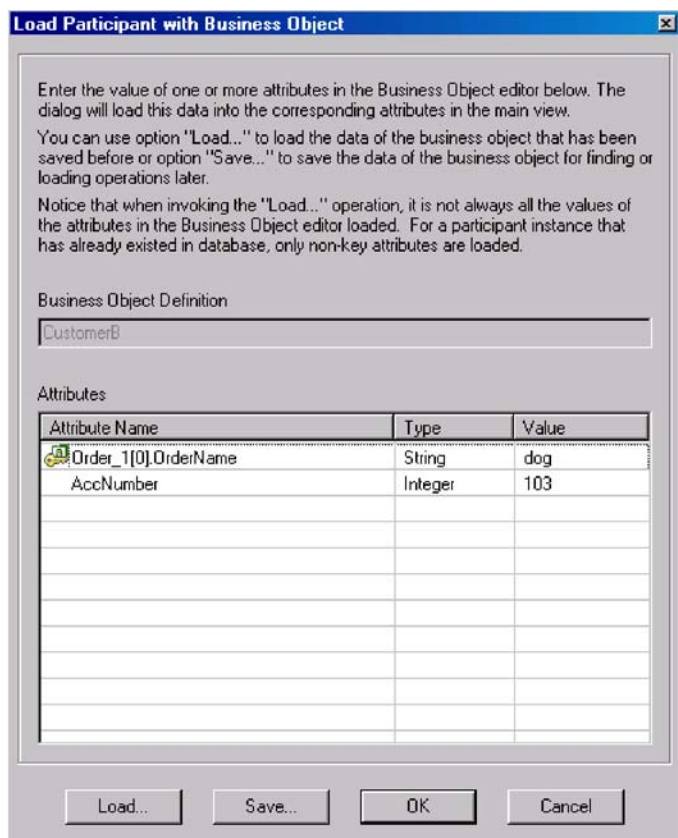 Load Participant with Business Object
Enter the value of one or more attributes in the Business Object editor below. The
dialog will load this data into the corresponding attributes in the main view.
You can use option "Load..." to load the data of the business object that has been
saved before or option "Save..." to save the data of the business object for finding or
loading operations later.
Notice that when invoking the "Load..." operation, it is not always all the values of
the attributes in the Business Object editor loaded. For a participant instance that
has already existed in database, only non-key attributes are loaded.
Business Object Definition
CustomerB
Attributes
Attribute Name Type Value
Order_1[0].OrderName String dog
AccNumber Integer 103
Load... Save... OK Cancel